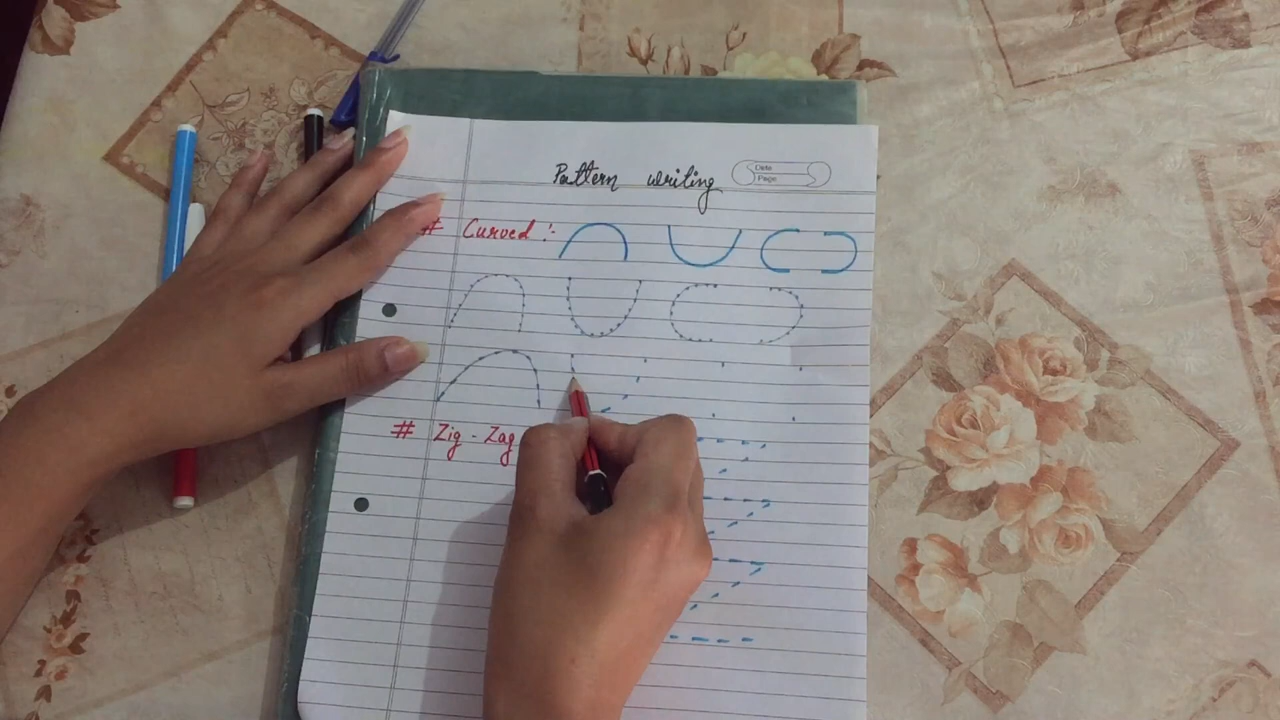 Date
Pattern writing
Page
# Curved :-
# Zig - Zag